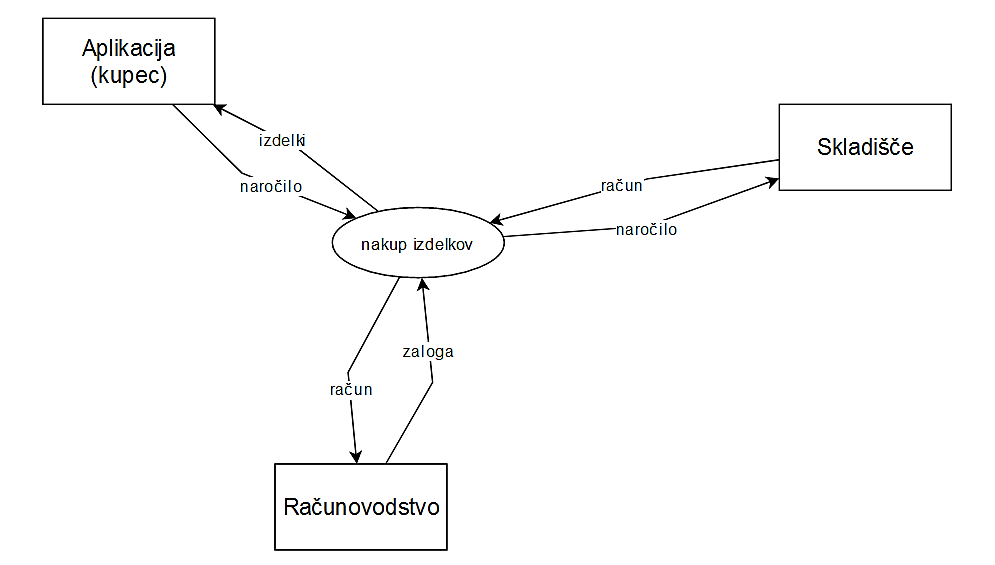 Aplikacija
(kupec)
izdelki
naročilo
Skladišče
račun
naročilo
nakup izdelkov
zaloga
račun
Računovodstvo